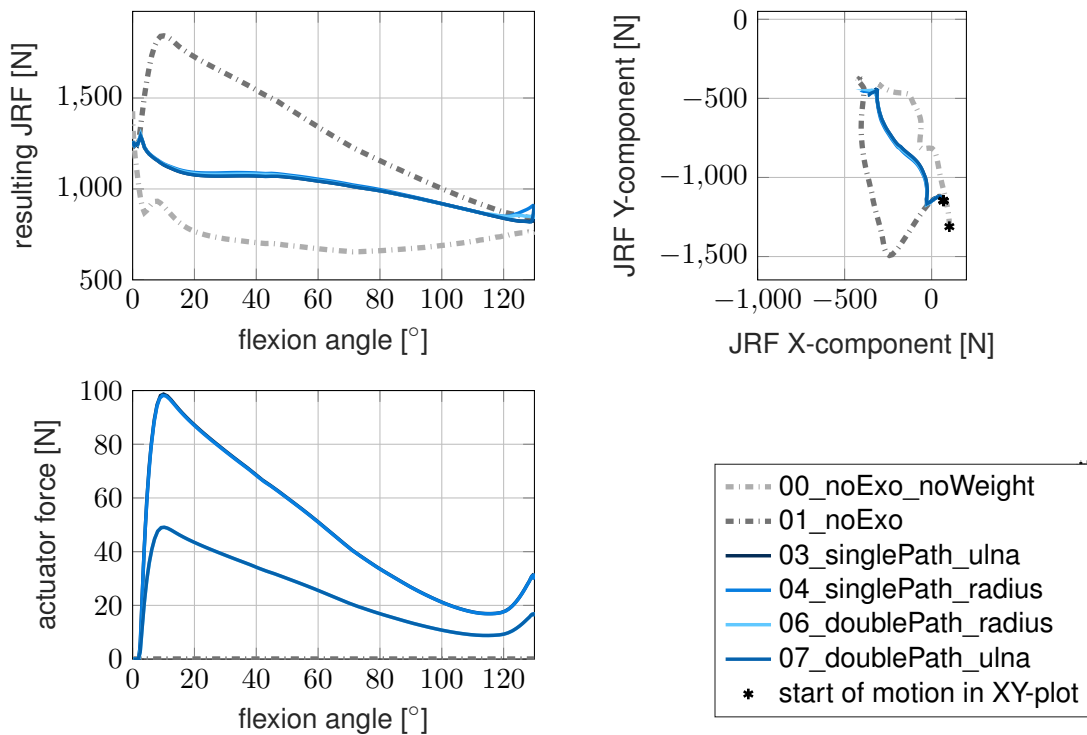 resulting JRF [N]
1,500
1,000
500
0 20 40 60 80 100 120
flexion angle [°]
JRF Y-component [N]
0
−500
−1,000
−1,500
−1,000 −500 0
JRF X-component [N]
actuator force [N]
100
80
60
40
20
0
0 20 40 60 80 100 120
flexion angle [°]
00_noExo_noWeight
01_noExo
03_singlePath_ulna
04_singlePath_radius
06_doublePath_radius
07_doublePath_ulna
* start of motion in XY-plot